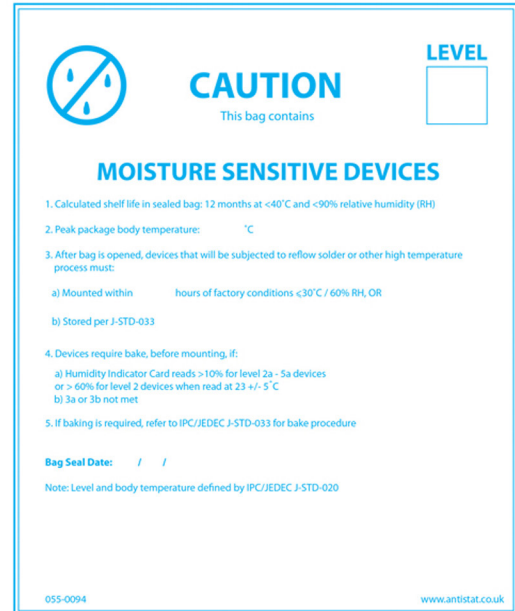 LEVEL
CAUTION
This bag contains
MOISTURE SENSITIVE DEVICES
1. Calculated shelf life in sealed bag: 12 months at <40˚C and <90% relative humidity (RH)
2. Peak package body temperature: ˚C
3. After bag is opened, devices that will be subjected to reflow solder or other high temperature
process must:
a) Mounted within hours of factory conditions ⩽30˚C / 60% RH, OR
b) Stored per J-STD-033
4. Devices require bake, before mounting, if:
a) Humidity Indicator Card reads >10% for level 2a - 5a devices
or > 60% for level 2 devices when read at 23 +/- 5˚C
b) 3a or 3b not met
5. If baking is required, refer to IPC/JEDEC J-STD-033 for bake procedure
Bag Seal Date: / /
Note: Level and body temperature defined by IPC/JEDEC J-STD-020
055-0094 www.antistat.co.uk